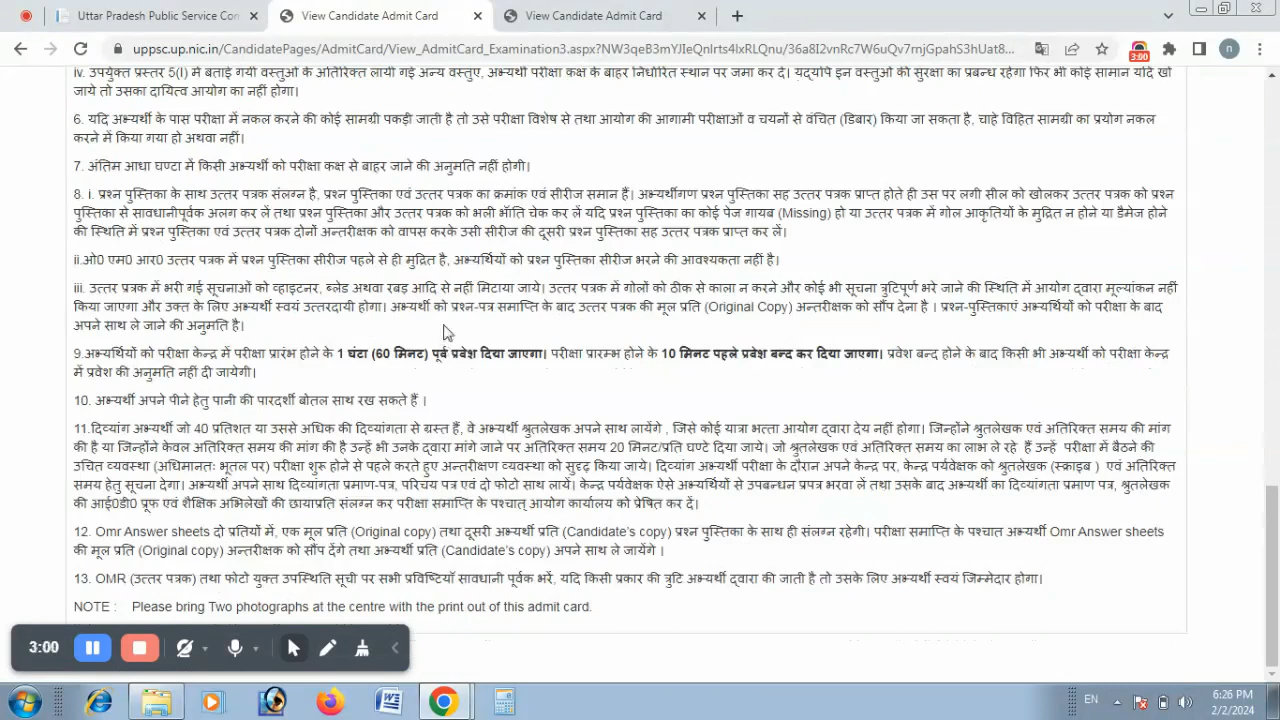 Uttar Pradesh Public Service Con
View Candidate Admit Card
View Candidate Admit Card
uppsc.up.nic.in/CandidatePages/AdmitCard/View_AdmitCard_Examination3.aspx?NW3qeB3mYJIeQnIrts4lxRLQnu/36a8I2vnRc7W6uQv7rnjGpahS3hUat8...
3:00
n
iv. उपर्युक्त प्रस्तर 5(I) में बताई गयी वस्तुओं के अतिरिक्त लायी गई अन्य वस्तुए, अभ्यर्थी परीक्षा कक्ष के बाहर निर्धारित स्थान पर जमा कर दें। यद्यपि इन वस्तुओं की सुरक्षा का प्रबन्ध रहेगा फिर भी कोई सामान यदि खो
जाये तो उसका दायित्व आयोग का नहीं होगा।
6. यदि अभ्यर्थी के पास परीक्षा में नकल करने की कोई सामग्री पकड़ी जाती है तो उसे परीक्षा विशेष से तथा आयोग की आगामी परीक्षाओं व चयनों से वंचित (डिबार) किया जा सकता है, चाहे विहित सामग्री का प्रयोग नकल
करने में किया गया हो अथवा नहीं।
7. अंतिम आधा घण्टा में किसी अभ्यर्थी को परीक्षा कक्ष से बाहर जाने की अनुमति नहीं होगी।
8. i. प्रश्न पुस्तिका के साथ उत्तर पत्रक संलग्न है, प्रश्न पुस्तिका एवं उत्तर पत्रक का क्रमांक एवं सीरीज समान हैं। अभ्यर्थीगण प्रश्न पुस्तिका सह उत्तर पत्रक प्राप्त होते ही उस पर लगी सील को खोलकर उत्तर पत्रक को प्रश्न
पुस्तिका से सावधानीपूर्वक अलग कर लें तथा प्रश्न पुस्तिका और उत्तर पत्रक को भली भाँति चेक कर लें यदि प्रश्न पुस्तिका का कोई पेज गायब (Missing) हो या उत्तर पत्रक में गोल आकृतियों के मुद्रित न होने या डैमेज होने
की स्थिति में प्रश्न पुस्तिका एवं उत्तर पत्रक दोनों अन्तरीक्षक को वापस करके उसी सीरीज की दूसरी प्रश्न पुस्तिका सह उत्तर पत्रक प्राप्त कर लें।
ii.ओ0 एम0 आर0 उत्तर पत्रक में प्रश्न पुस्तिका सीरीज पहले से ही मुद्रित है, अभ्यर्थियों को प्रश्न पुस्तिका सीरीज भरने की आवश्यकता नहीं है।
iii. उत्तर प्रत्रक में भरी गई सूचनाओं को व्हाइटनर, ब्लेड अथवा रबड़ आदि से नहीं मिटाया जाये। उत्तर पत्रक में गोलों को ठीक से काला न करने और कोई भी सूचना त्रुटिपूर्ण भरे जाने की स्थिति में आयोग द्वारा मूल्यांकन नहीं
किया जाएगा और उक्त के लिए अभ्यर्थी स्वयं उत्तरदायी होगा। अभ्यर्थी को प्रश्न-पत्र समाप्ति के बाद उत्तर पत्रक की मूल प्रति (Original Copy) अन्तरीक्षक को सौंप देना है । प्रश्न-पुस्तिकाएं अभ्यर्थियों को परीक्षा के बाद
अपने साथ ले जाने की अनुमति है।
9.अभ्यर्थियों को परीक्षा केन्द्र में परीक्षा प्रारंभ होने के 1 घंटा (60 मिनट) पूर्व प्रवेश दिया जाएगा। परीक्षा प्रारम्भ होने के 10 मिनट पहले प्रवेश बन्द कर दिया जाएगा। प्रवेश बन्द होने के बाद किसी भी अभ्यर्थी को परीक्षा केन्द्र
में प्रवेश की अनुमति नहीं दी जायेगी।
10. अभ्यर्थी अपने पीने हेतु पानी की पारदर्शी बोतल साथ रख सकते हैं ।
11.दिव्यांग अभ्यर्थी जो 40 प्रतिशत या उससे अधिक की दिव्यांगता से ग्रस्त हैं, वे अभ्यर्थी श्रुतलेखक अपने साथ लायेंगे , जिसे कोई यात्रा भत्ता आयोग द्वारा देय नहीं होगा। जिन्होंने श्रुतलेखक एवं अतिरिक्त समय की मांग
की है या जिन्होंने केवल अतिरिक्त समय की मांग की है उन्हें भी उनके द्वारा मांगे जाने पर अतिरिक्त समय 20 मिनट/प्रति घण्टे दिया जाये। जो श्रुतलेखक एवं अतिरिक्त समय का लाभ ले रहे हैं उन्हें परीक्षा में बैठने की
उचित व्यवस्था (अधिमानतः भूतल पर) परीक्षा शुरू होने से पहले करते हुए अन्तरीक्षण व्यवस्था को सुदृढ़ किया जाये। दिव्यांग अभ्यर्थी परीक्षा के दौरान अपने केन्द्र पर, केन्द्र पर्यवेक्षक को श्रुतलेखक (स्क्राइब ) एवं अतिरिक्त
समय हेतु सूचना देगा। अभ्यर्थी अपने साथ दिव्यांगता प्रमाण-पत्र, परिचय पत्र एवं दो फोटो साथ लायें। केन्द्र पर्यवेक्षक ऐसे अभ्यर्थियों से उपबन्धन प्रपत्र भरवा लें तथा उसके बाद अभ्यर्थी का दिव्यांगता प्रमाण पत्र, श्रुतलेखक
की आई0डी0 प्रूफ एवं शैक्षिक अभिलेखों की छायाप्रति संलग्न कर परीक्षा समाप्ति के पश्चात् आयोग कार्यालय को प्रेषित कर दें।
12. Omr Answer sheets दो प्रतियों में, एक मूल प्रति (Original copy) तथा दूसरी अभ्यर्थी प्रति (Candidate's copy) प्रश्न पुस्तिका के साथ ही संलग्न रहेगी। परीक्षा समाप्ति के पश्चात अभ्यर्थी Omr Answer sheets
की मूल प्रति (Original copy) अन्तरीक्षक को सौंप देंगे तथा अभ्यर्थी प्रति (Candidate's copy) अपने साथ ले जायेंगे ।
13. OMR (उत्तर पत्रक) तथा फोटो युक्त उपस्थिति सूची पर सभी प्रविष्टियाँ सावधानी पूर्वक भरें, यदि किसी प्रकार की त्रुटि अभ्यर्थी द्वारा की जाती है तो उसके लिए अभ्यर्थी स्वयं जिम्मेदार होगा।
NOTE : Please bring Two photographs at the centre with the print out of this admit card.
3:00
EN
6:26 PM
2/2/2024